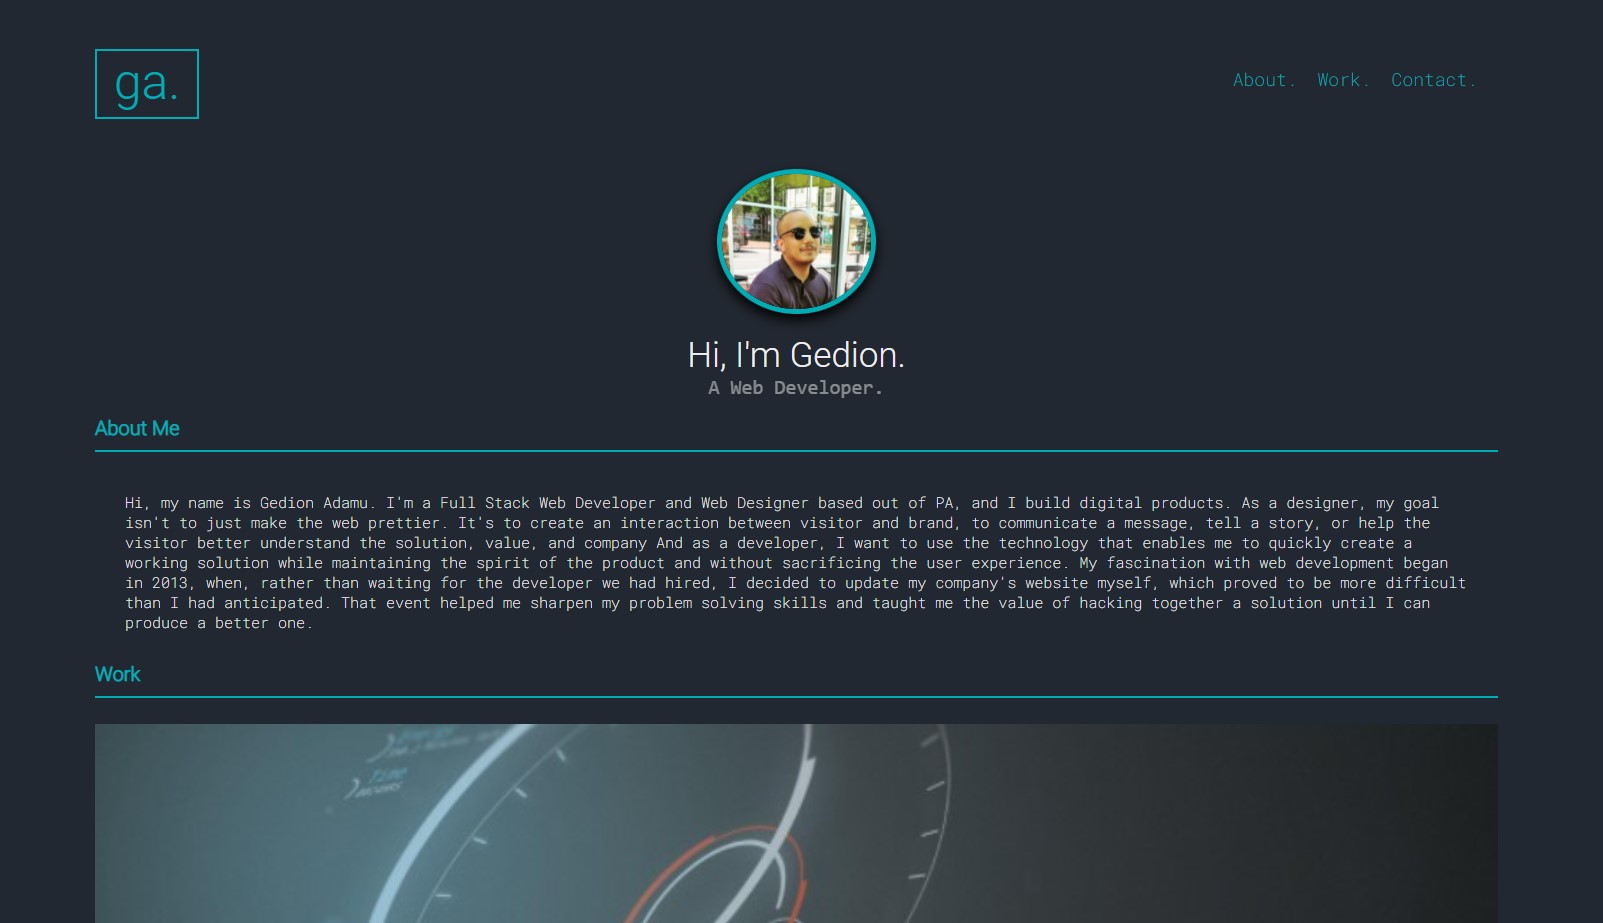 ga.
About. Work. Contact.
Hi, I'm Gedion.
A Web Developer.
About Me
Hi, my name is Gedion Adamu. I'm a Full Stack Web Developer and Web Designer based out of PA, and I build digital products. As a designer, my goal
isn't to just make the web prettier. It's to create an interaction between visitor and brand, to communicate a message, tell a story, or help the
visitor better understand the solution, value, and company And as a developer, I want to use the technology that enables me to quickly create a
working solution while maintaining the spirit of the product and without sacrificing the user experience. My fascination with web development began
in 2013, when, rather than waiting for the developer we had hired, I decided to update my company's website myself, which proved to be more difficult
than I had anticipated. That event helped me sharpen my problem solving skills and taught me the value of hacking together a solution until I can
produce a better one.
Work
Time